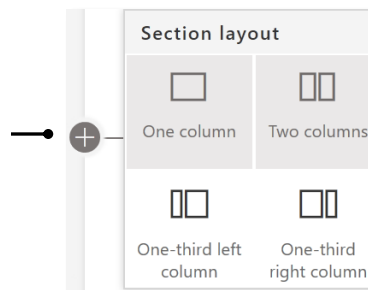 Section layout
One column
Two columns
One-third left
column
One-third
right column